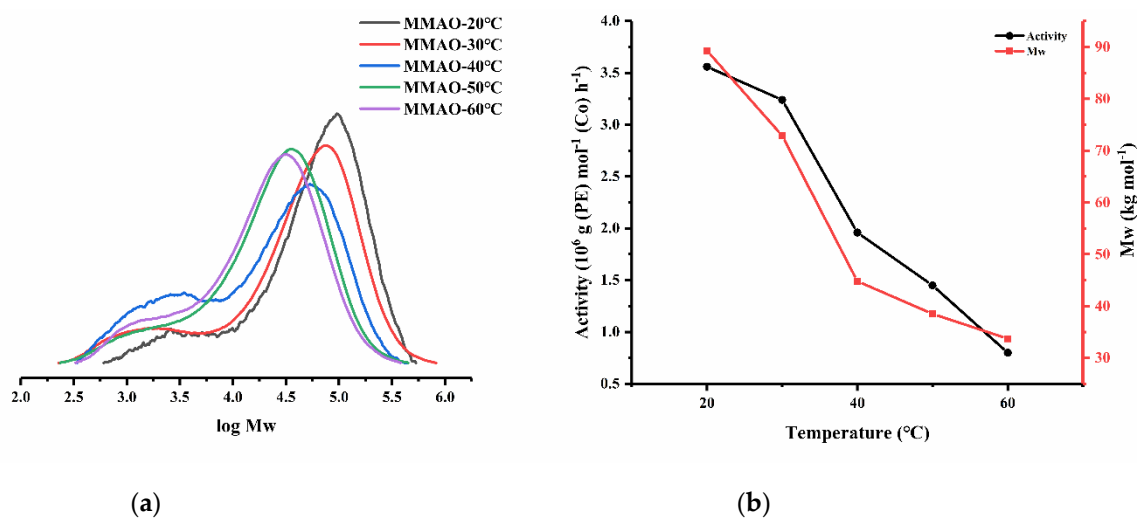 MMAO-20°C
MMAO-30°C
MMAO-40°C
MMAO-50°C
MMAO-60°C
2.0 2.5 3.0 3.5 4.0 4.5 5.0 5.5 6.0
log Mw
(a)
Activity
Mw
4.0
3.5
3.0
2.5
2.0
1.5
1.0
0.5
Activity (10⁶ g (PE) mol⁻¹ (Co) h⁻¹)
90
80
70
60
50
40
30
Mw (kg mol⁻¹)
20 40 60
Temperature (°C)
(b)